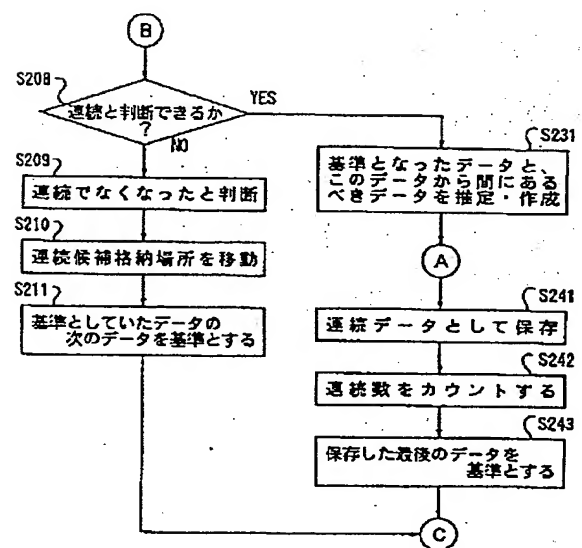 B
S208
連続と判断できるか
?
YES
NO
S209
連続でなくなったと判断
S210
連続候補格納場所を移動
S211
基準としていたデータの
次のデータを基準とする
S231
基準となったデータと、
このデータから間にある
べきデータを推定・作成
A
S241
連続データとして保存
S242
連続数をカウントする
S243
保存した最後のデータを
基準とする
C